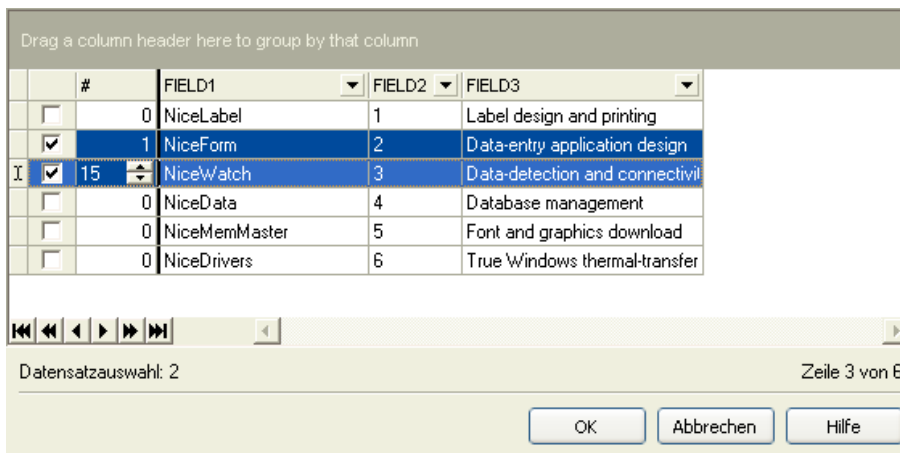 Drag a column header here to group by that column
# FIELD1 FIELD2 FIELD3
0 NiceLabel 1 Label design and printing
1 NiceForm 2 Data-entry application design
15 NiceWatch 3 Data-detection and connectivit
0 NiceData 4 Database management
0 NiceMemMaster 5 Font and graphics download
0 NiceDrivers 6 True Windows thermal-transfer
Datensatzauswahl: 2 Zeile 3 von 6
OK Abbrechen Hilfe